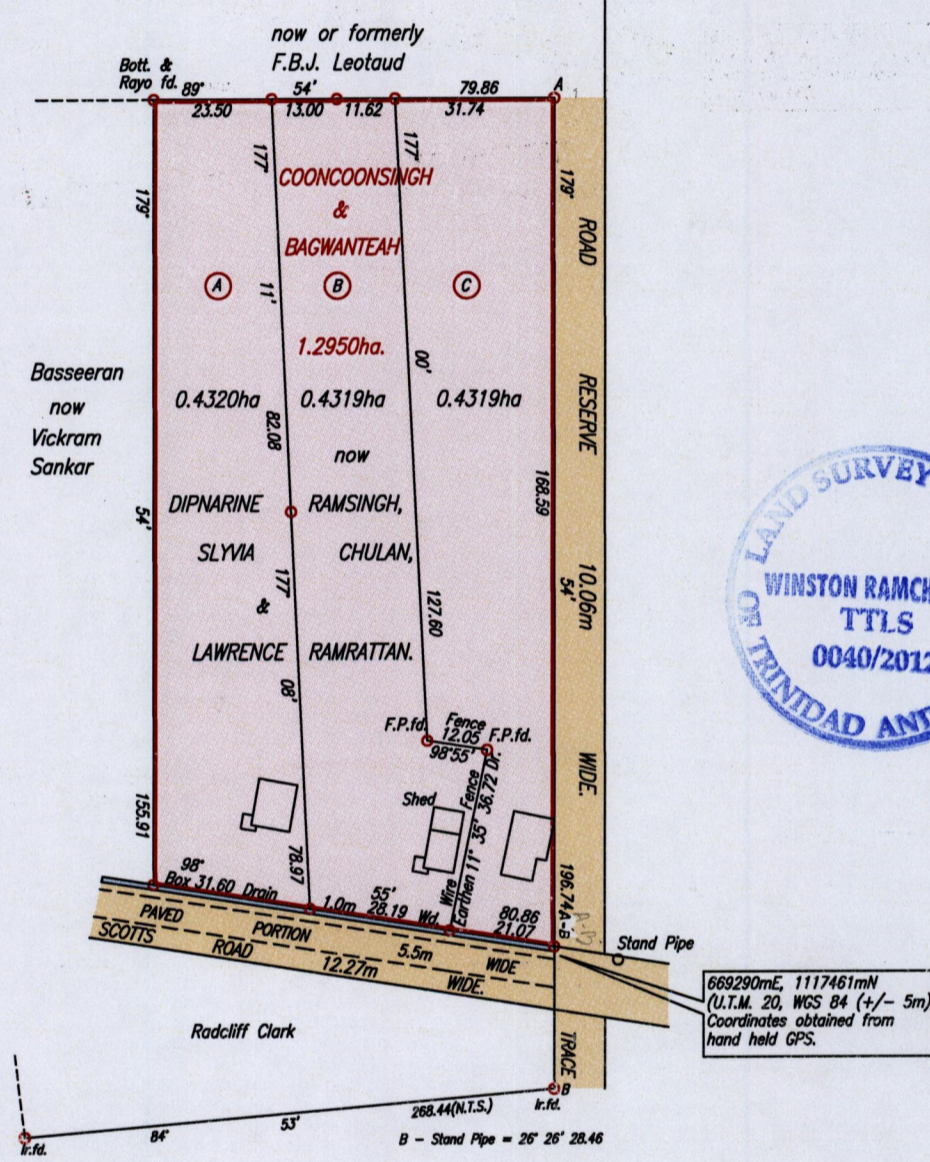 now or formerly
F.B.J. Leotaud
Bott. &
Rayo fd.
89° 54' 79.86 A
23.50 13.00 11.62 31.74
177° 177° 179° 179°
COONCOONSINGH
&
BAGWANTEAH
A B C
11' 00'
1.2950ha.
0.4320ha 0.4319ha 0.4319ha
82.08
now
Basseeran
now
Vickram
Sankar
ROAD
RESERVE
10.06m
WIDE.
168.59
54' 54'
DIPNARINE RAMSINGH,
SLYVIA CHULAN,
&
LAWRENCE RAMRATTAN.
177° 08'
127.60
F.P.fd. Fence F.P.fd.
12.05
98°55'
Shed
Wire Fence
Earthen 11° 35' 36.72 Dr.
155.91
78.97
196.74A-B
A-B
98° 55' 80.86
Box 31.60 Drain 1.0m 28.19 Wd. 21.07
PAVED PORTION 5.5m WIDE
SCOTTS ROAD 12.27m WIDE.
Stand Pipe
669290mE, 1117461mN
(U.T.M. 20, WGS 84 (+/- 5m)
Coordinates obtained from
hand held GPS.
Radcliff Clark
TRACE
B
Ir.fd.
268.44(N.T.S.)
84° 53'
Ir.fd.
B - Stand Pipe = 26° 26' 28.46
LAND SURVEY
WINSTON RAMCH
TTLS
0040/2012
OF TRINIDAD AND